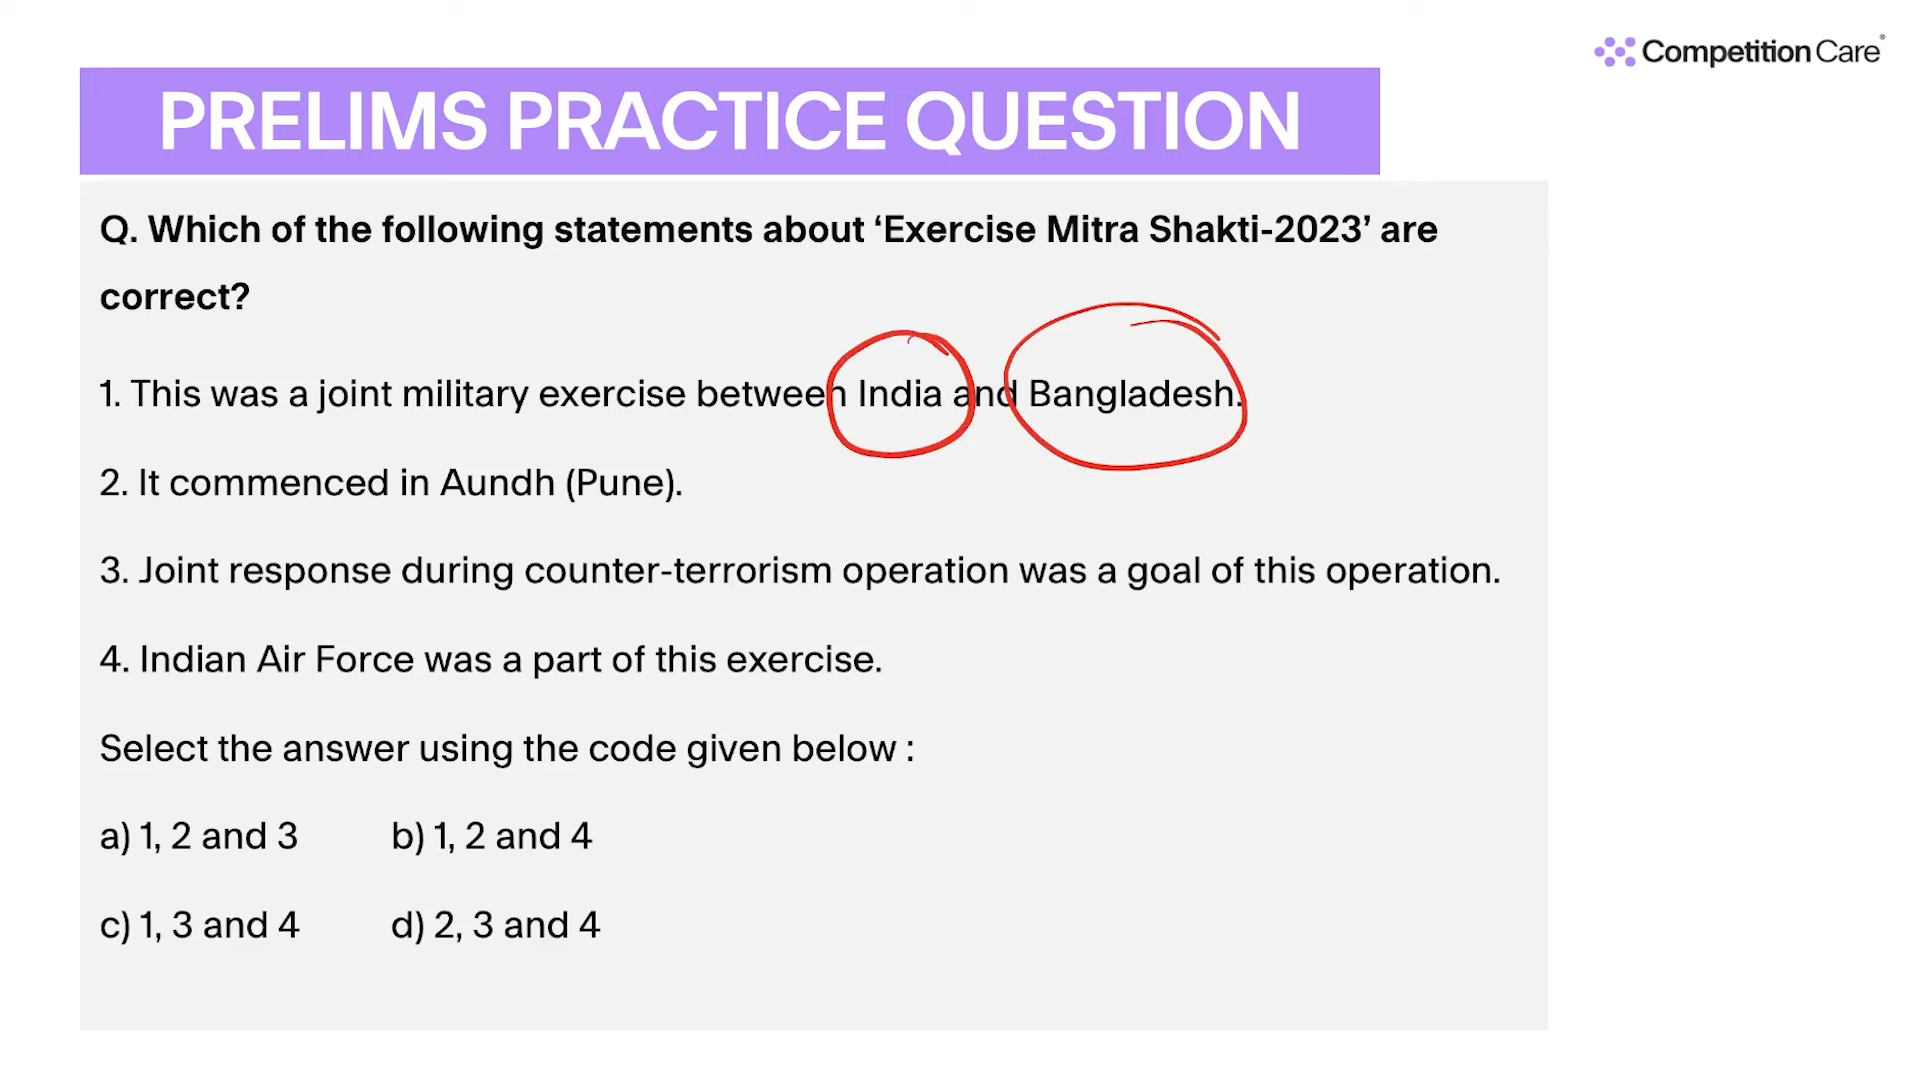 Competition Care®
PRELIMS PRACTICE QUESTION
Q. Which of the following statements about ‘Exercise Mitra Shakti-2023’ are
correct?
1. This was a joint military exercise between India and Bangladesh.
2. It commenced in Aundh (Pune).
3. Joint response during counter-terrorism operation was a goal of this operation.
4. Indian Air Force was a part of this exercise.
Select the answer using the code given below :
a) 1, 2 and 3 b) 1, 2 and 4
c) 1, 3 and 4 d) 2, 3 and 4